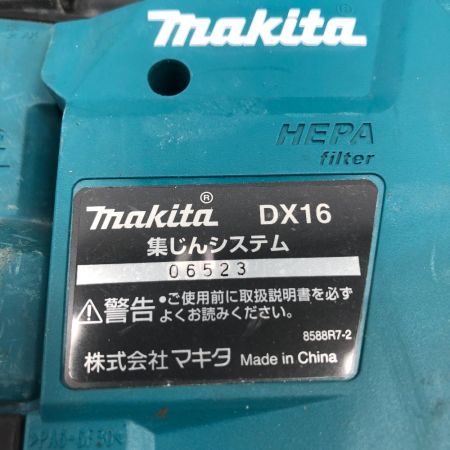 makita
HEPA
filter
makita® DX16
集じんシステム
06523
⚠警告 •ご使用前に取扱説明書を必ず
よくお読みください。
8588R7-2
株式会社マキタ Made in China